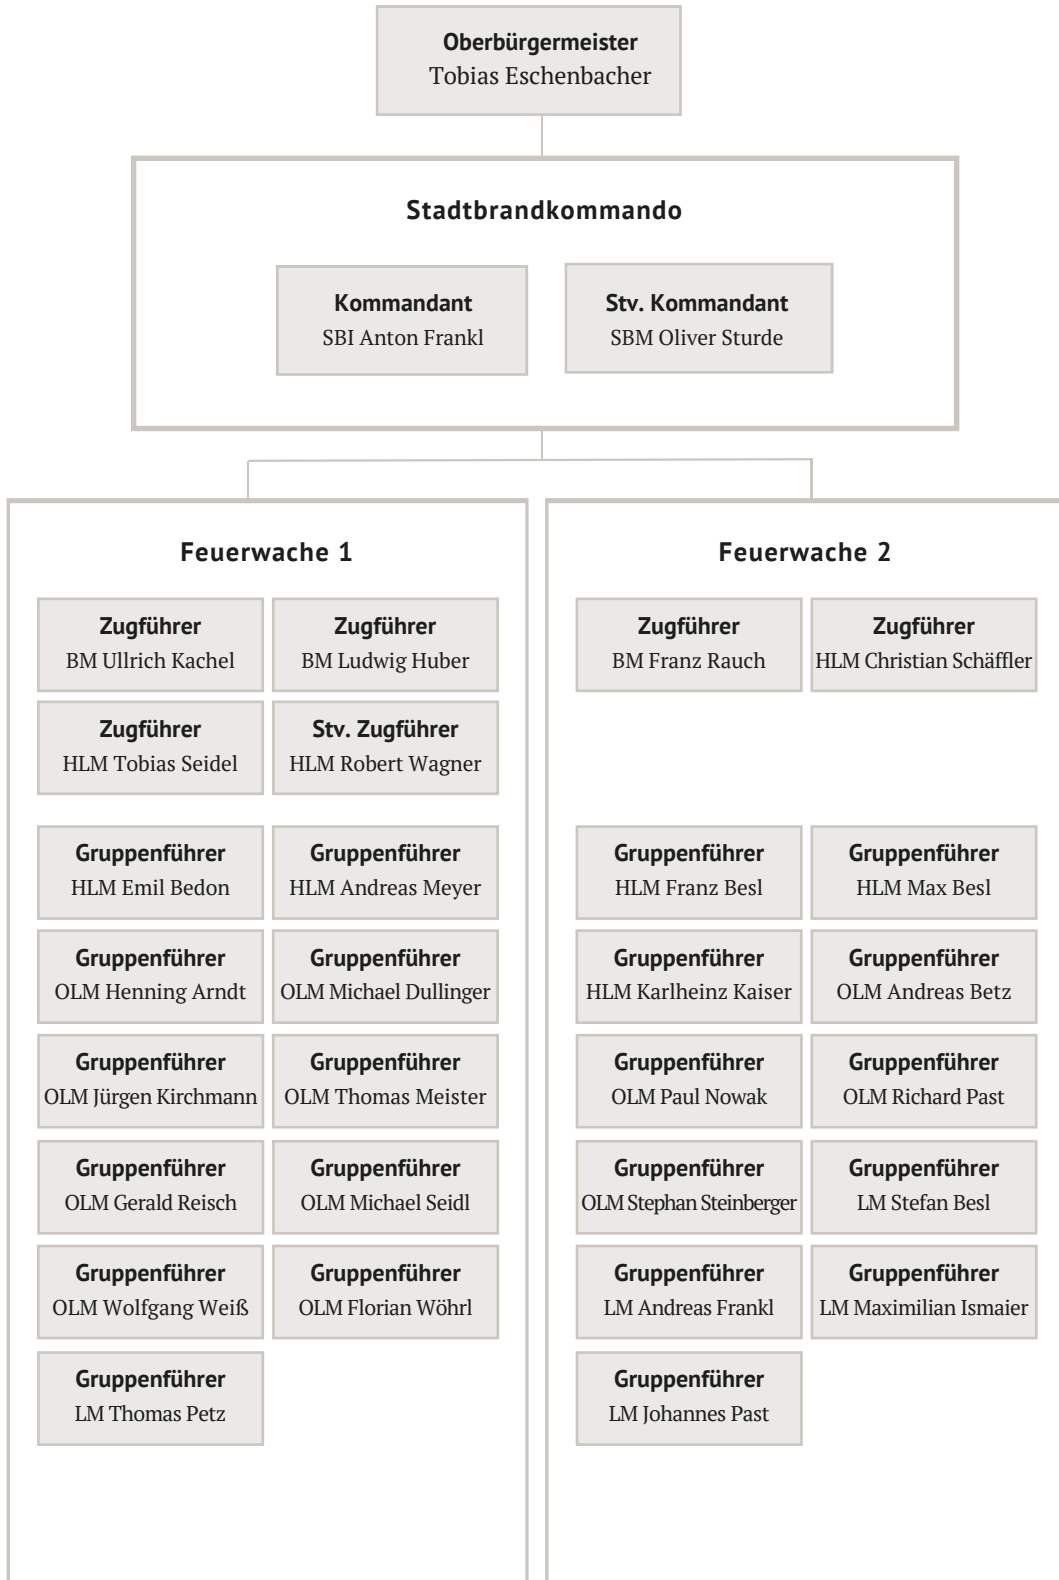 Oberbürgermeister
Tobias Eschenbacher
Stadtbrandkommando
Kommandant
SBI Anton Frankl
Stv. Kommandant
SBM Oliver Sturde
Feuerwache 1
Zugführer
BM Ullrich Kachel
Zugführer
BM Ludwig Huber
Zugführer
HLM Tobias Seidel
Stv. Zugführer
HLM Robert Wagner
Gruppenführer
HLM Emil Bedon
Gruppenführer
HLM Andreas Meyer
Gruppenführer
OLM Henning Arndt
Gruppenführer
OLM Michael Dullinger
Gruppenführer
OLM Jürgen Kirchmann
Gruppenführer
OLM Thomas Meister
Gruppenführer
OLM Gerald Reisch
Gruppenführer
OLM Michael Seidl
Gruppenführer
OLM Wolfgang Weiß
Gruppenführer
OLM Florian Wöhrl
Gruppenführer
LM Thomas Petz
Feuerwache 2
Zugführer
BM Franz Rauch
Zugführer
HLM Christian Schäffler
Gruppenführer
HLM Franz Besl
Gruppenführer
HLM Max Besl
Gruppenführer
HLM Karlheinz Kaiser
Gruppenführer
OLM Andreas Betz
Gruppenführer
OLM Paul Nowak
Gruppenführer
OLM Richard Past
Gruppenführer
OLM Stephan Steinberger
Gruppenführer
LM Stefan Besl
Gruppenführer
LM Andreas Frankl
Gruppenführer
LM Maximilian Ismaier
Gruppenführer
LM Johannes Past